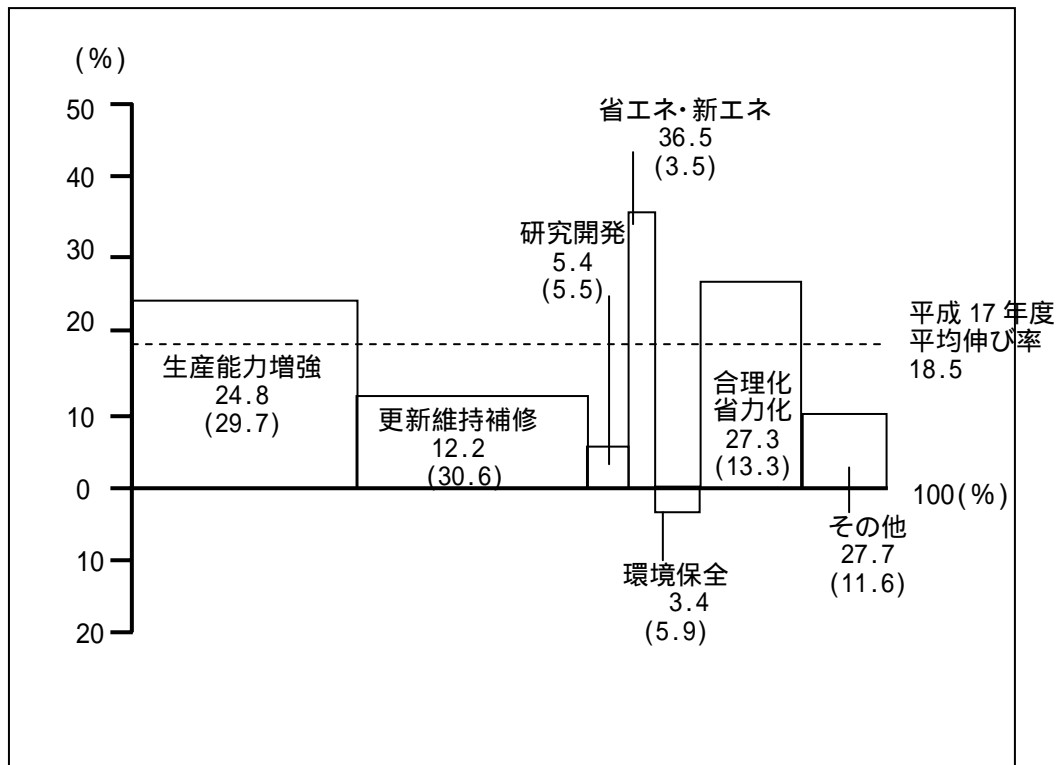 (%)
50
40
30
20
10
0
10
20
省エネ・新エネ
36.5
(3.5)
研究開発
5.4
(5.5)
平成 17 年度
平均伸び率
18.5
生産能力増強
24.8
(29.7)
更新維持補修
12.2
(30.6)
合理化
省力化
27.3
(13.3)
100(%)
その他
27.7
(11.6)
環境保全
3.4
(5.9)